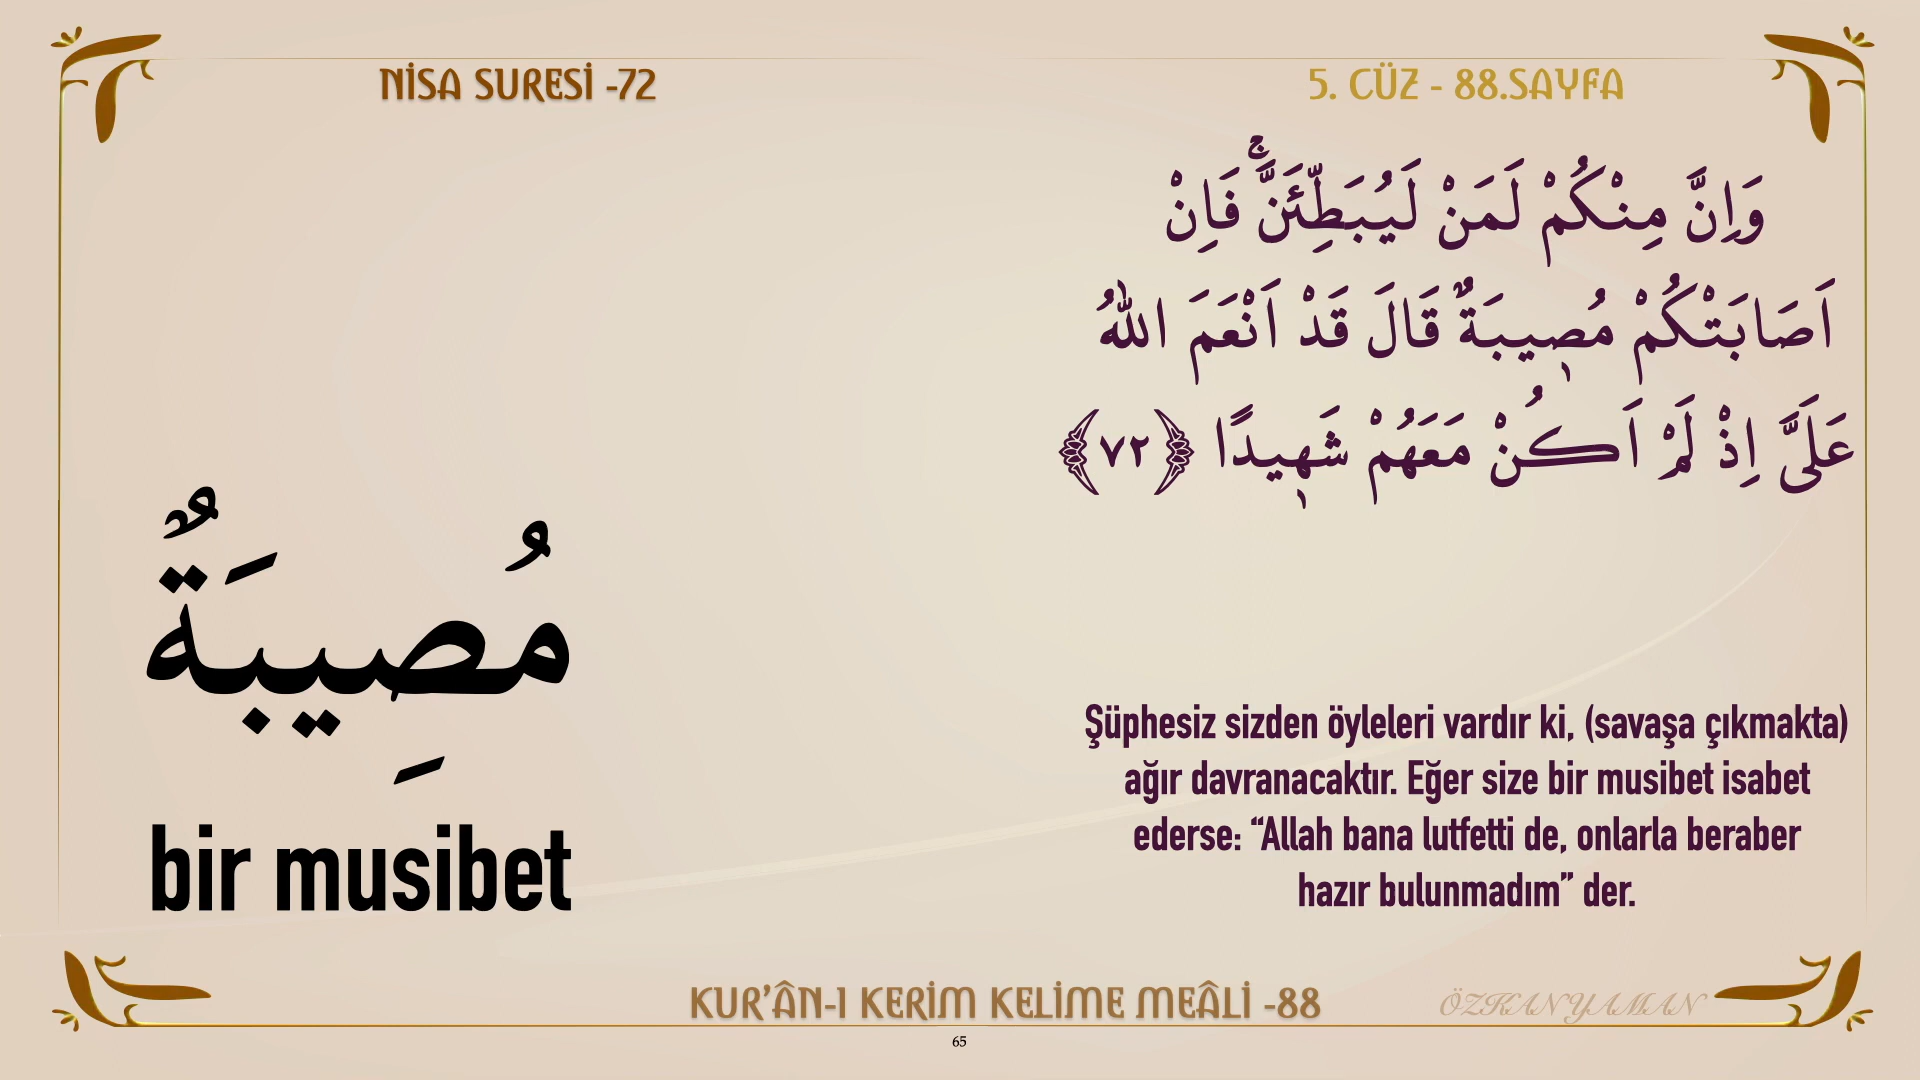 NİSA SURESİ -72
5. CÜZ - 88.SAYFA
وَاِنَّ مِنْكُمْ لَمَنْ لَيُبَطِّئَنَّۚ فَاِنْ
اَصَابَتْكُمْ مُصٖيبَةٌ قَالَ قَدْ اَنْعَمَ اللّٰهُ
عَلَىَّ اِذْ لَمْ اَكُنْ مَعَهُمْ شَهٖيدًا ﴿٧٢﴾
مُصِيبَةٌ
bir musibet
Şüphesiz sizden öyleleri vardır ki, (savaşa çıkmakta)
ağır davranacaktır. Eğer size bir musibet isabet
ederse: “Allah bana lutfetti de, onlarla beraber
hazır bulunmadım” der.
KUR’ÂN-I KERİM KELİME MEÂLİ -88
ÖZKAN YAMAN
65